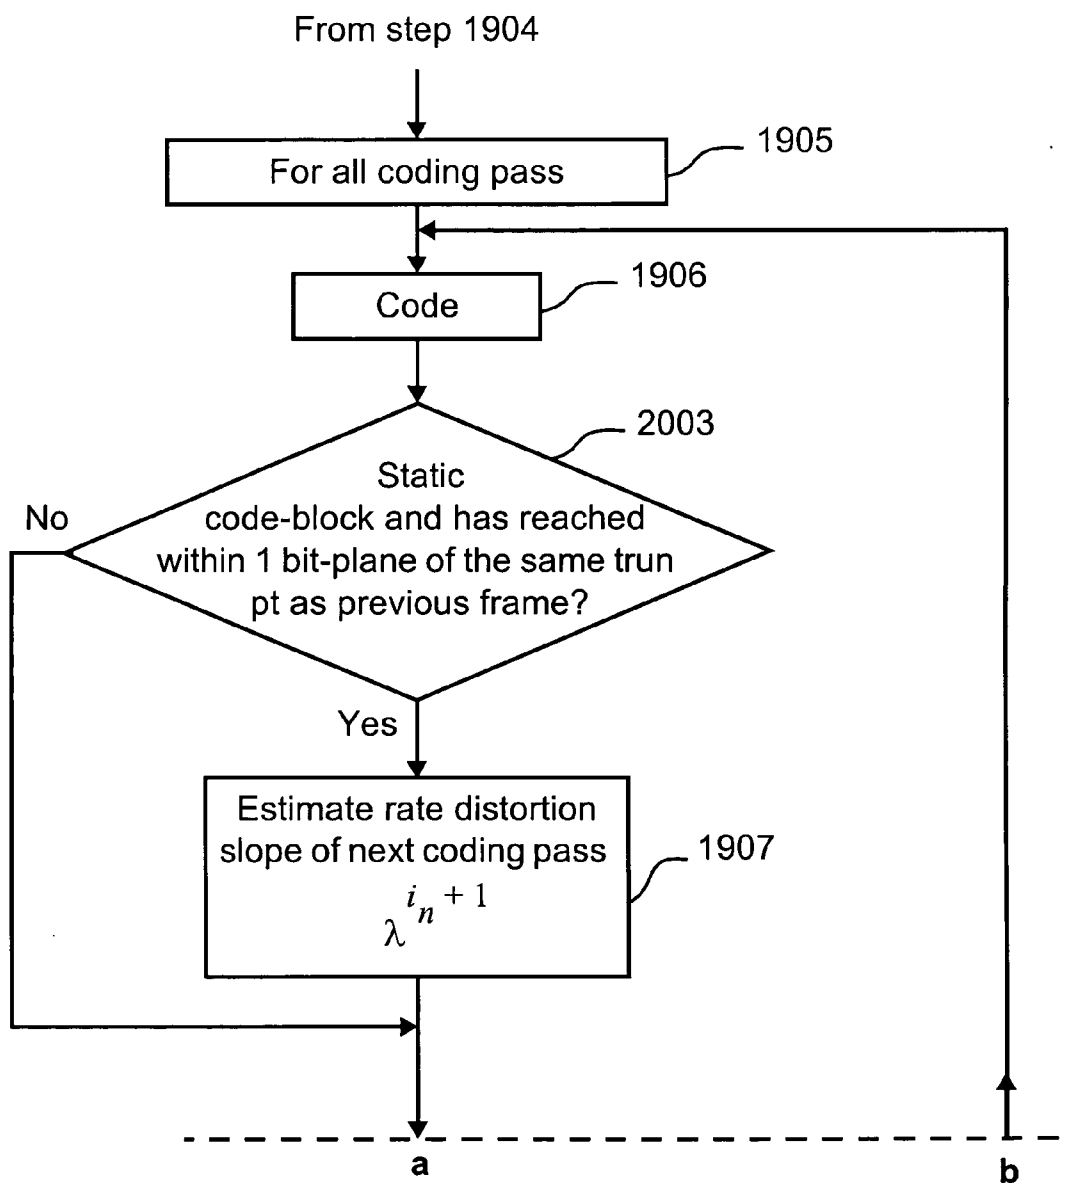 From step 1904
1905
For all coding pass
1906
Code
2003
Static
code-block and has reached
within 1 bit-plane of the same trun
pt as previous frame?
No
Yes
Estimate rate distortion
slope of next coding pass
λ^{i_n + 1}
1907
a
b